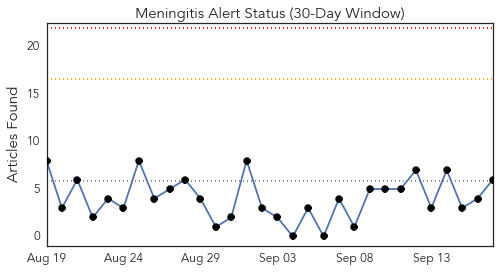 Meningitis Alert Status (30-Day Window)
Articles Found
20
15
10
5
0
Aug 19 Aug 24 Aug 29 Sep 03 Sep 08 Sep 13